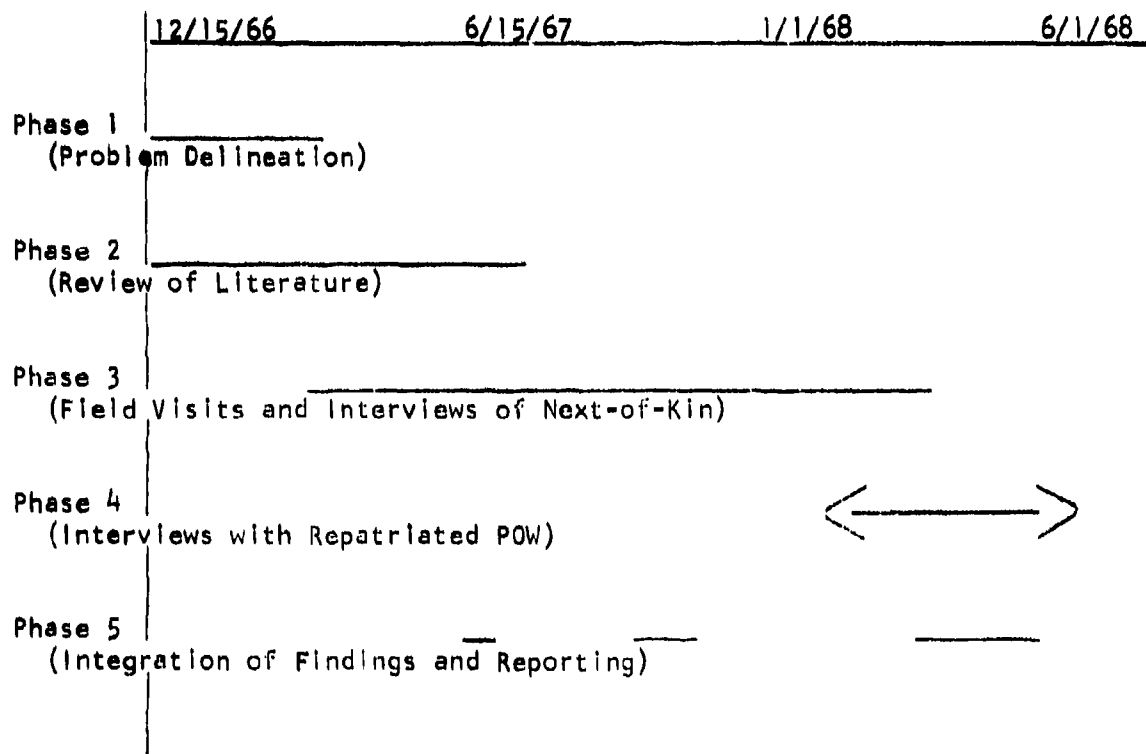 12/15/66 6/15/67 1/1/68 6/1/68
Phase 1
(Problem Delineation)
Phase 2
(Review of Literature)
Phase 3
(Field Visits and Interviews of Next-of-Kin)
Phase 4
(Interviews with Repatriated POW)
Phase 5
(Integration of Findings and Reporting)